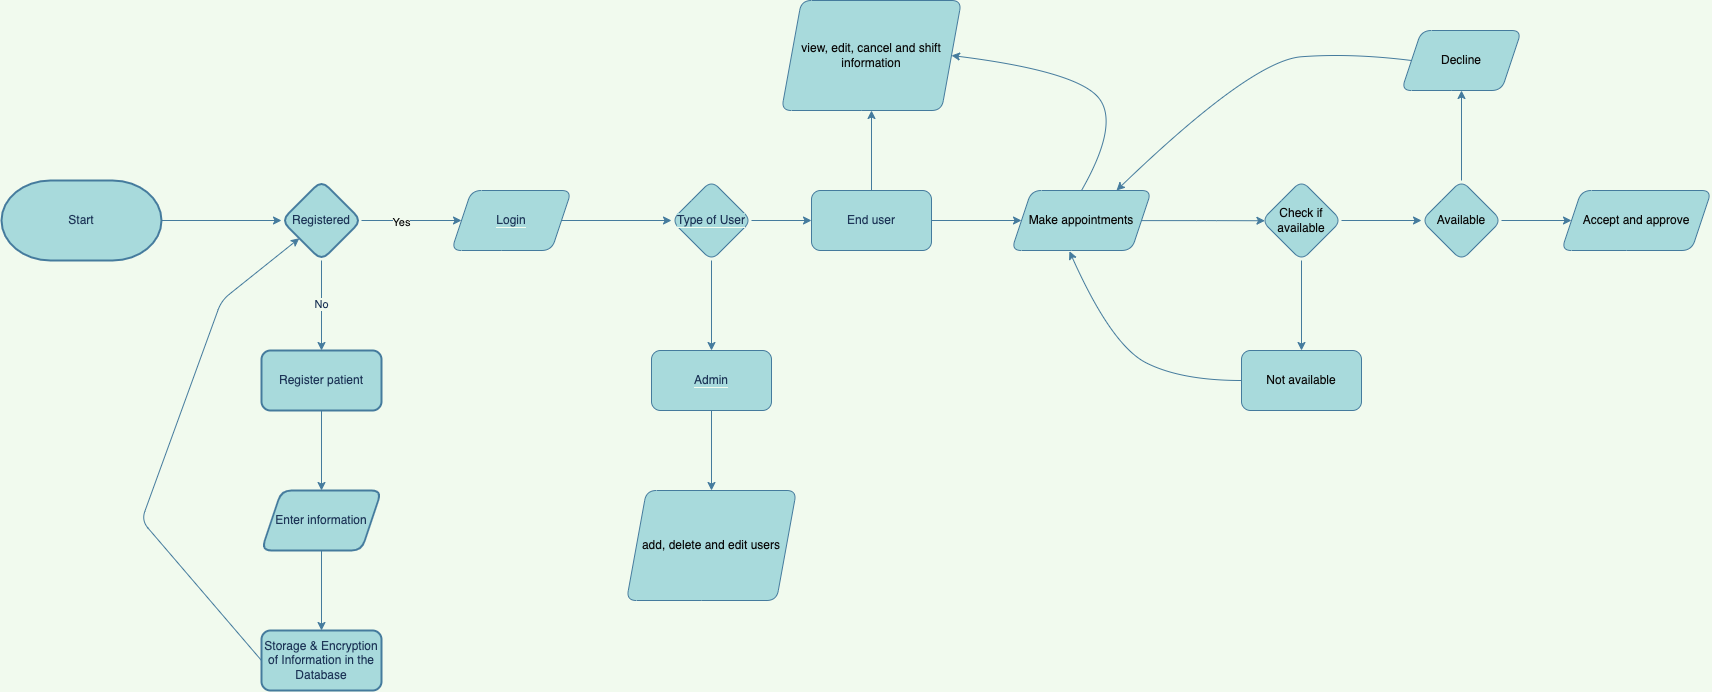 view, edit, cancel and shift
information
Decline
Start
Registered
Yes
Login
Type of User
End user
Make appointments
Check if
available
Available
Accept and approve
No
Register patient
Admin
Not available
Enter information
add, delete and edit users
Storage & Encryption
of Information in the
Database